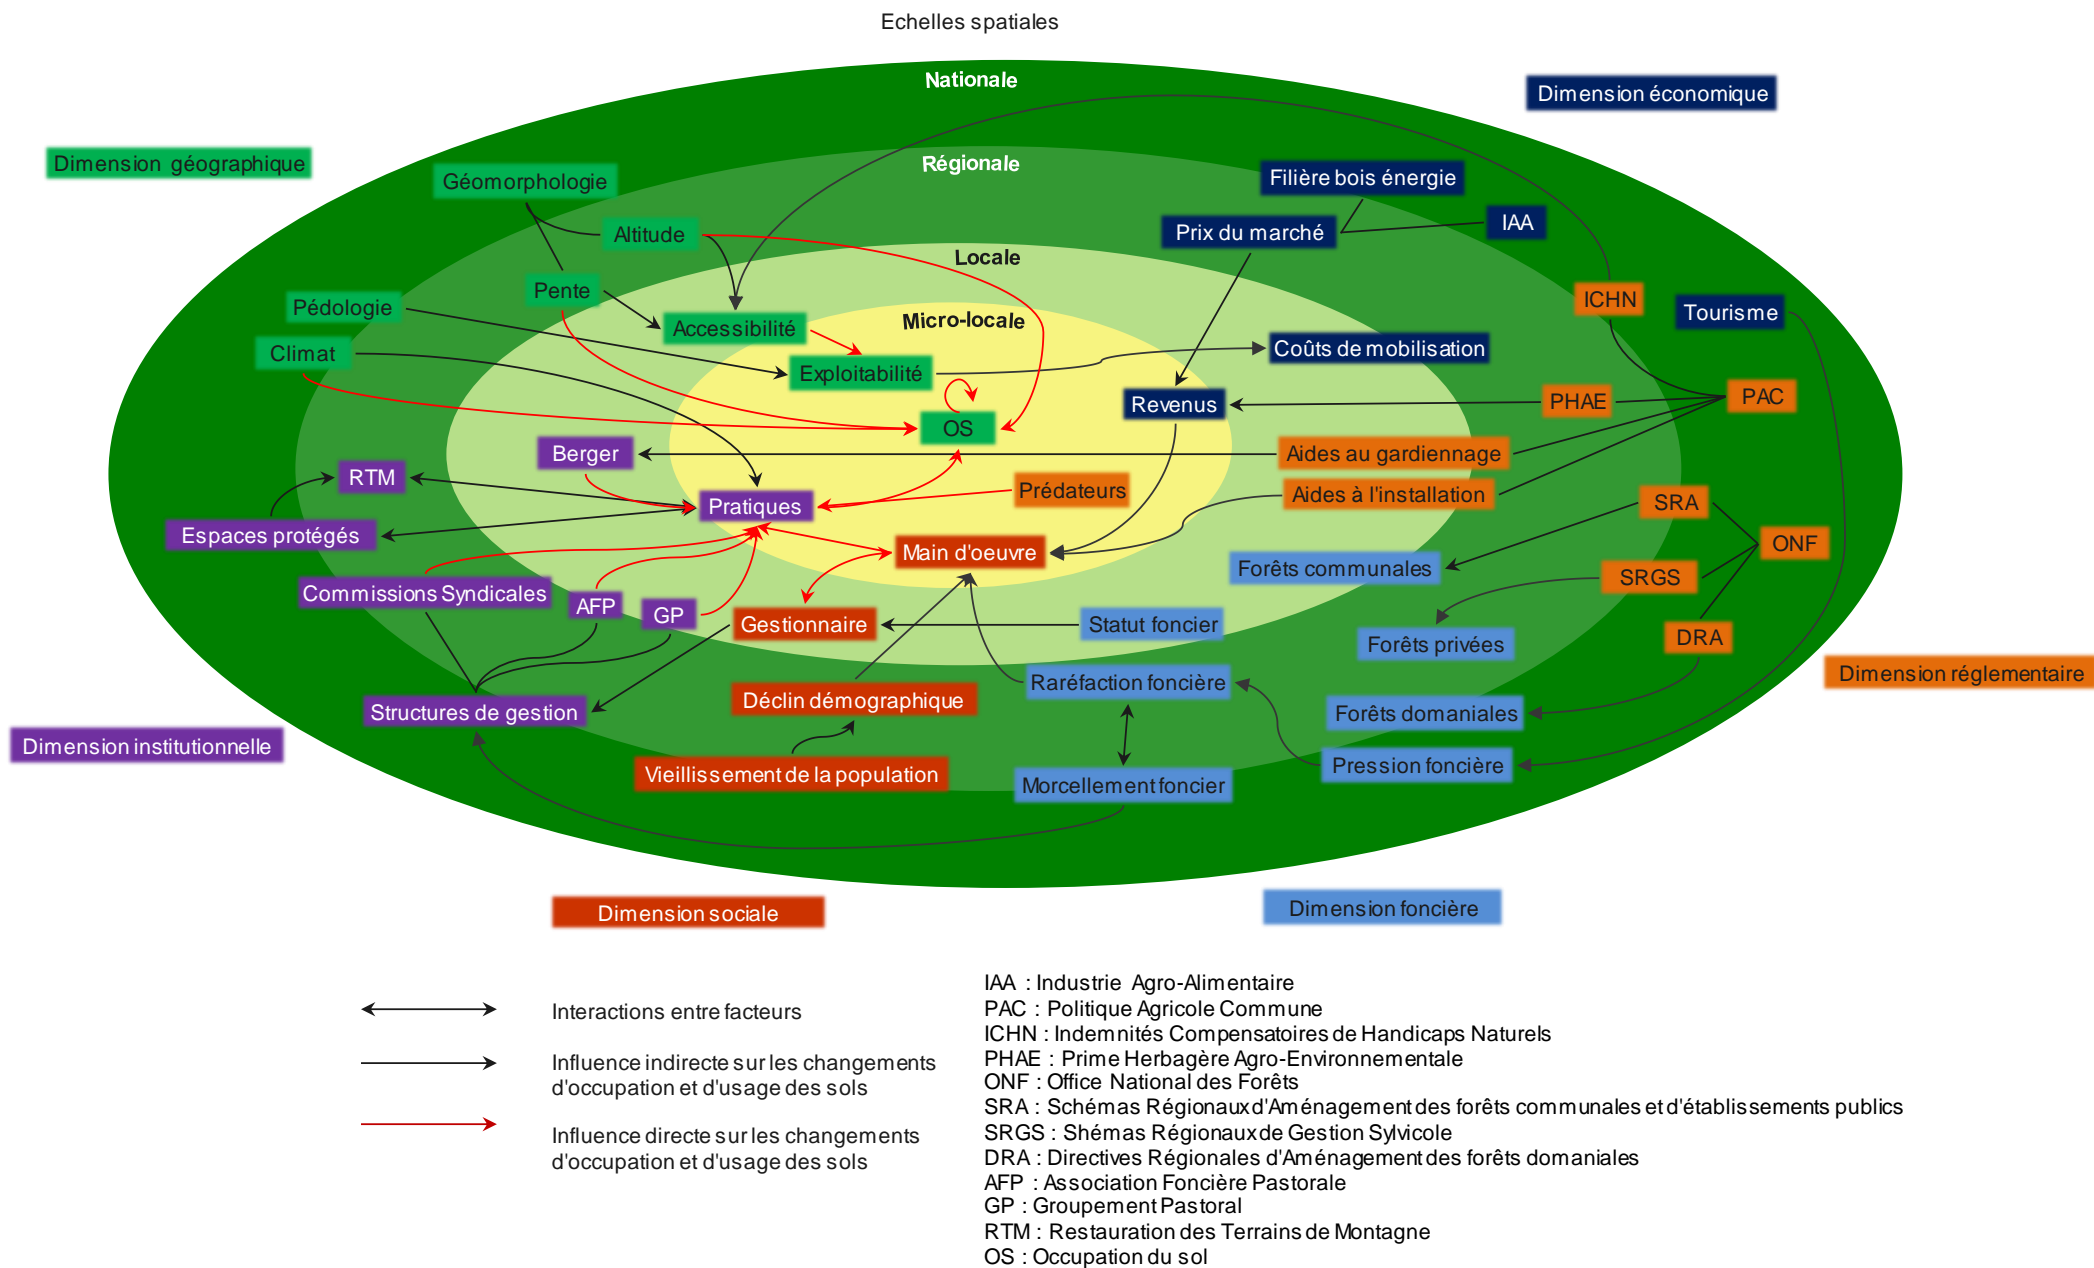 Echelles spatiales
Nationale
Dimension économique
Dimension géographique
Régionale
Géomorphologie
Filière bois énergie
Altitude
Prix du marché
IAA
Locale
Pente
ICHN
Pédologie
Tourisme
Accessibilité
Micro-locale
Climat
Coûts de mobilisation
Exploitabilité
Revenus
PHAE
PAC
OS
Berger
Aides au gardiennage
RTM
Prédateurs
Aides à l'installation
Pratiques
SRA
Espaces protégés
Main d'oeuvre
ONF
Forêts communales
SRGS
Commissions Syndicales
AFP
GP
Gestionnaire
Statut foncier
Forêts privées
DRA
Raréfaction foncière
Dimension réglementaire
Déclin démographique
Structures de gestion
Forêts domaniales
Dimension institutionnelle
Vieillissement de la population
Pression foncière
Morcellement foncier
Dimension sociale
Dimension foncière
Interactions entre facteurs
Influence indirecte sur les changements
d'occupation et d'usage des sols
Influence directe sur les changements
d'occupation et d'usage des sols
IAA : Industrie Agro-Alimentaire
PAC : Politique Agricole Commune
ICHN : Indemnités Compensatoires de Handicaps Naturels
PHAE : Prime Herbagère Agro-Environnementale
ONF : Office National des Forêts
SRA : Schémas Régionaux d'Aménagement des forêts communales et d'établissements publics
SRGS : Shémas Régionaux de Gestion Sylvicole
DRA : Directives Régionales d'Aménagement des forêts domaniales
AFP : Association Foncière Pastorale
GP : Groupement Pastoral
RTM : Restauration des Terrains de Montagne
OS : Occupation du sol